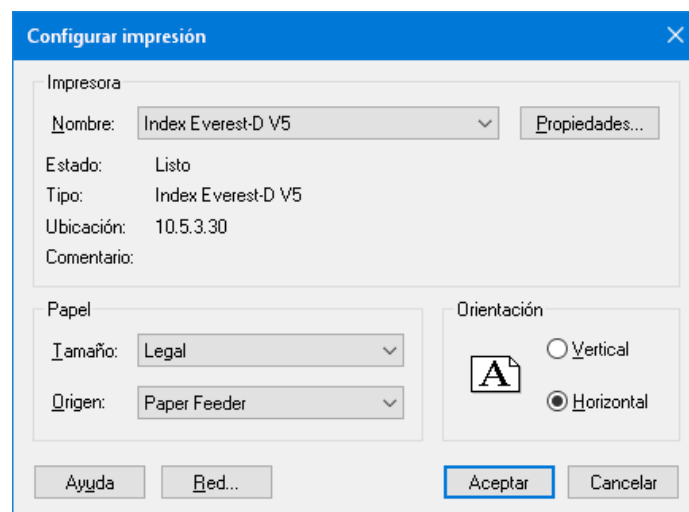 Configurar impresión
Impresora
Nombre: Index Everest-D V5 Propiedades...
Estado: Listo
Tipo: Index Everest-D V5
Ubicación: 10.5.3.30
Comentario:
Papel
Tamaño: Legal
Origen: Paper Feeder
Orientación
A
Vertical
Horizontal
Ayuda Red... Aceptar Cancelar